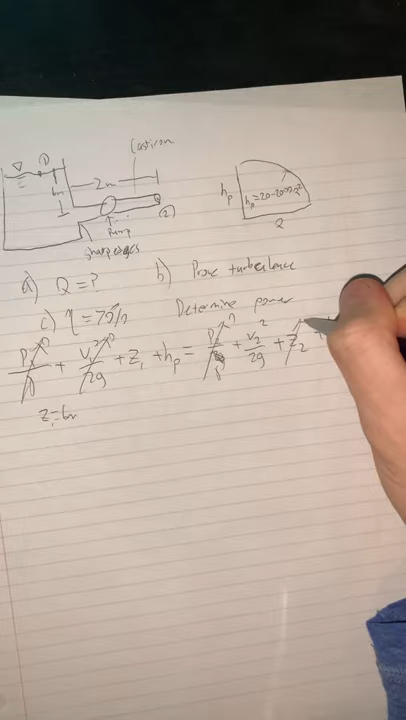 Cast iron
①
6m
2m
(2)
Pump
sharp edges
hp
hp=20-2000Q²
Q
a) Q = ?
b) Prove turbulence
c) η = 75%
Determine power
P₁/ρ + V₁²/2g + Z₁ + hp = P₂/ρ + V₂²/2g + Z₂ +
Z₁=6m